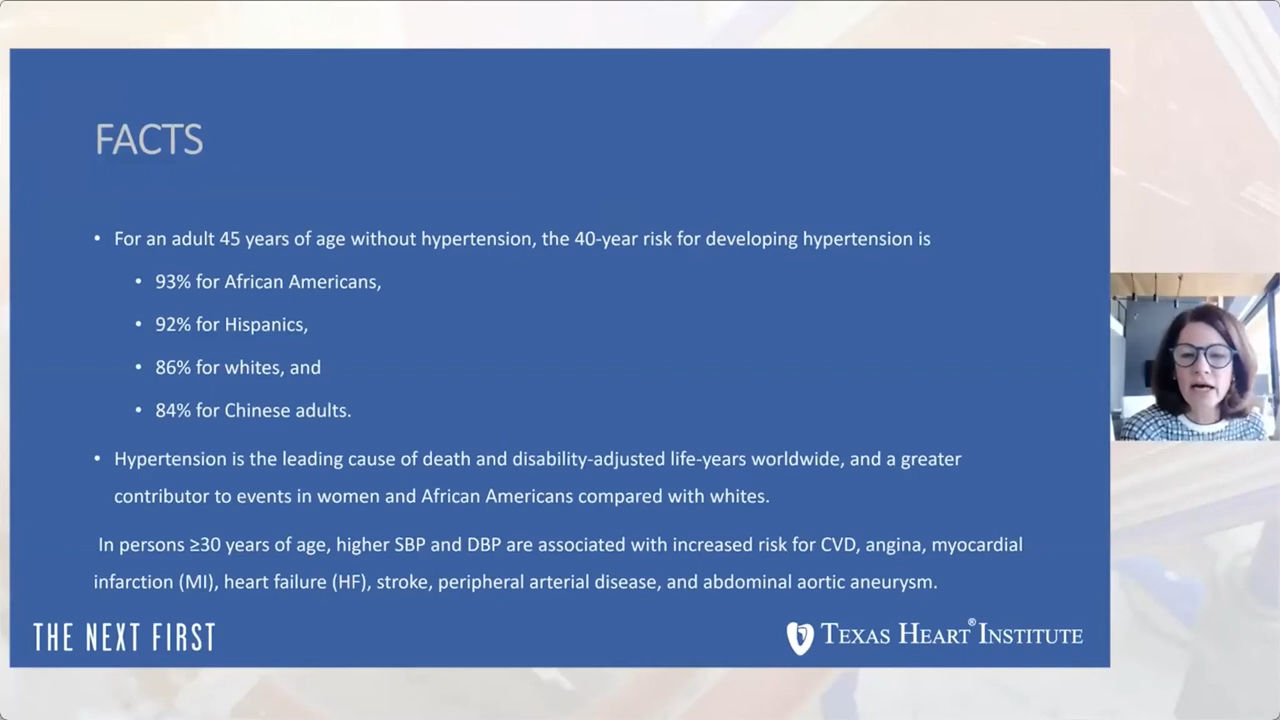 FACTS
• For an adult 45 years of age without hypertension, the 40-year risk for developing hypertension is
• 93% for African Americans,
• 92% for Hispanics,
• 86% for whites, and
• 84% for Chinese adults.
• Hypertension is the leading cause of death and disability-adjusted life-years worldwide, and a greater
contributor to events in women and African Americans compared with whites.
In persons ≥30 years of age, higher SBP and DBP are associated with increased risk for CVD, angina, myocardial
infarction (MI), heart failure (HF), stroke, peripheral arterial disease, and abdominal aortic aneurysm.
THE NEXT FIRST
TEXAS HEART® INSTITUTE